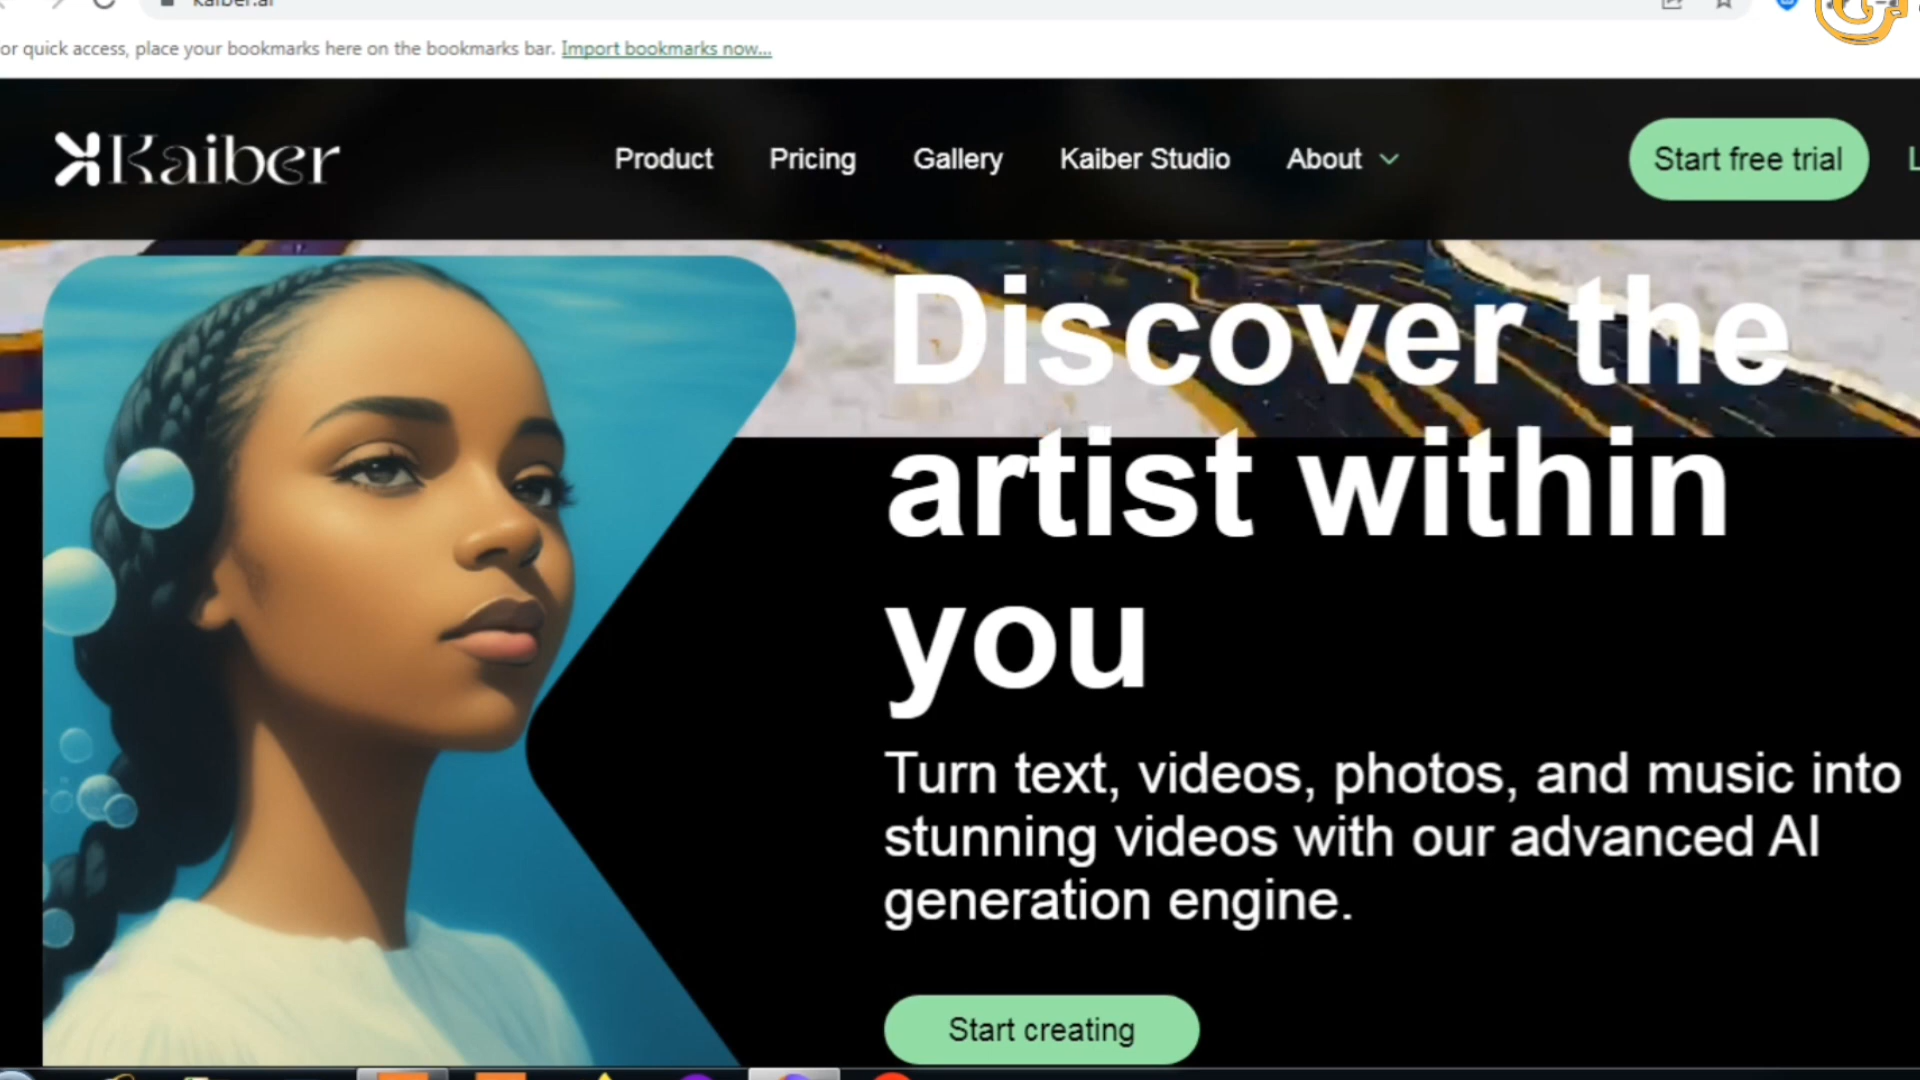 kaiber.ai
or quick access, place your bookmarks here on the bookmarks bar. Import bookmarks now...
Kaiber
Product Pricing Gallery Kaiber Studio About Start free trial L
Discover the
artist within
you
Turn text, videos, photos, and music into
stunning videos with our advanced AI
generation engine.
Start creating